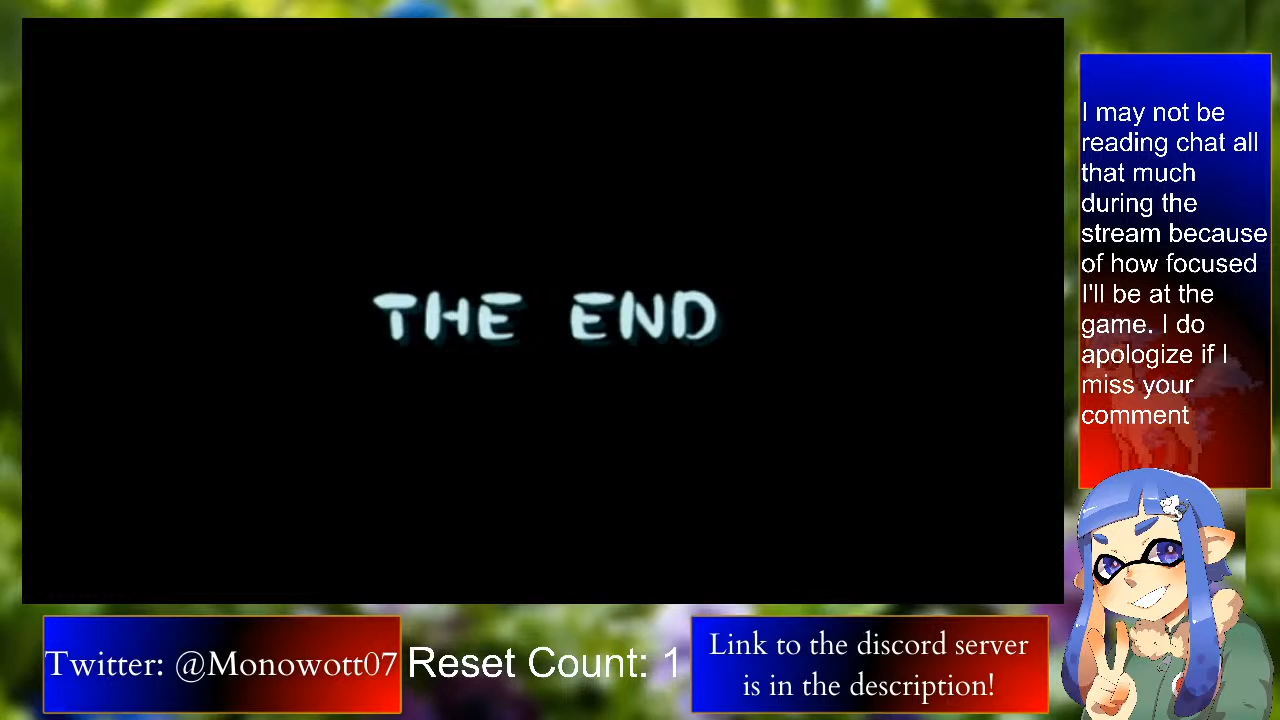 THE END
I may not be
reading chat all
that much
during the
stream because
of how focused
I'll be at the
game. I do
apologize if I
miss your
comment
Twitter: @Monowott07
Reset Count: 1
Link to the discord server
is in the description!